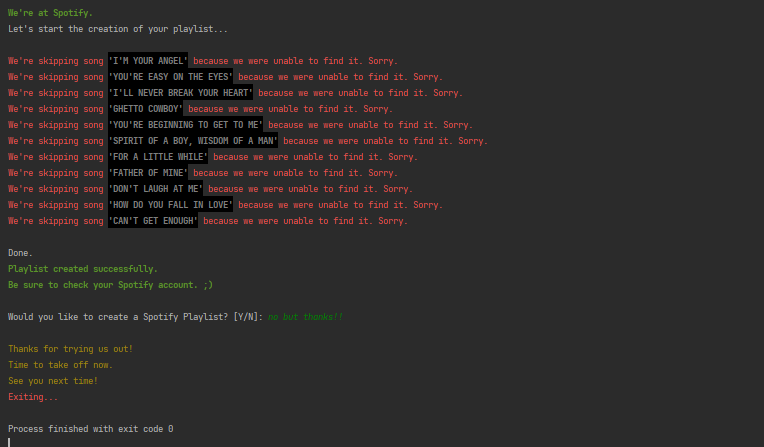 We're at Spotify.
Let's start the creation of your playlist...
We're skipping song 'I'M YOUR ANGEL' because we were unable to find it. Sorry.
We're skipping song 'YOU'RE EASY ON THE EYES' because we were unable to find it. Sorry.
We're skipping song 'I'LL NEVER BREAK YOUR HEART' because we were unable to find it. Sorry.
We're skipping song 'GHETTO COWBOY' because we were unable to find it. Sorry.
We're skipping song 'YOU'RE BEGINNING TO GET TO ME' because we were unable to find it. Sorry.
We're skipping song 'SPIRIT OF A BOY, WISDOM OF A MAN' because we were unable to find it. Sorry.
We're skipping song 'FOR A LITTLE WHILE' because we were unable to find it. Sorry.
We're skipping song 'FATHER OF MINE' because we were unable to find it. Sorry.
We're skipping song 'DON'T LAUGH AT ME' because we were unable to find it. Sorry.
We're skipping song 'HOW DO YOU FALL IN LOVE' because we were unable to find it. Sorry.
We're skipping song 'CAN'T GET ENOUGH' because we were unable to find it. Sorry.
Done.
Playlist created successfully.
Be sure to check your Spotify account. ;)
Would you like to create a Spotify Playlist? [Y/N]: no but thanks!!
Thanks for trying us out!
Time to take off now.
See you next time!
Exiting...
Process finished with exit code 0